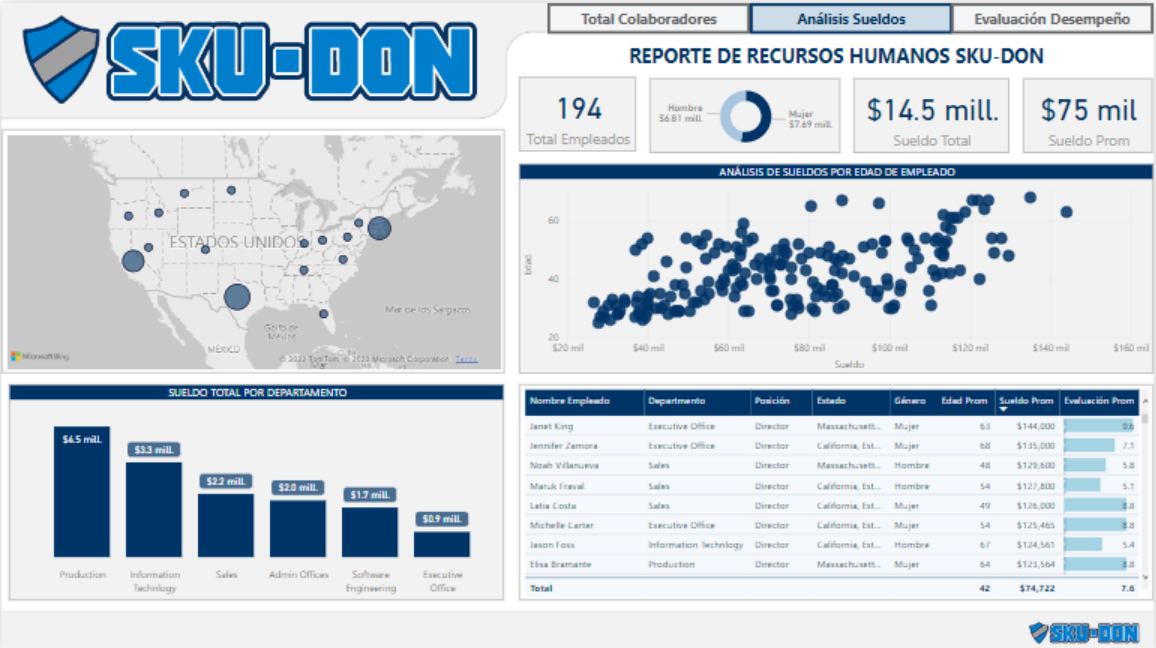 SKU-DON
Total Colaboradores
Análisis Sueldos
Evaluación Desempeño
REPORTE DE RECURSOS HUMANOS SKU-DON
194
Total Empleados
Hombre
$6.81 mill.
Mujer
$7.69 mill.
$14.5 mill.
Sueldo Total
$75 mil
Sueldo Prom
ESTADOS UNIDOS
MÉXICO
Golfo de
México
Mar de los Sargazos
Mar
Microsoft Bing
© 2022 TomTom, © 2023 Microsoft Corporation Terms
ANÁLISIS DE SUELDOS POR EDAD DE EMPLEADO
Edad
60
40
20
$20 mil $40 mil $60 mil $80 mil $100 mil $120 mil $140 mil $160 mil
Sueldo
SUELDO TOTAL POR DEPARTAMENTO
$4.5 mill.
$3.3 mill.
$2.2 mill.
$2.0 mill.
$1.7 mill.
$0.9 mill.
Production
Information
Technlogy
Sales
Admin Offices
Software
Engineering
Executive
Office
Nombre Empleado Departmento Posición Estado Género Edad Prom Sueldo Prom Evaluación Prom
Janet King Executive Office Director Massachusett... Mujer 63 $144,000 9.6
Jennifer Zamora Executive Office Director California, Est... Mujer 68 $135,000 7.1
Noah Villanueva Sales Director Massachusett... Hombre 48 $129,600 5.8
Maruk Fraval Sales Director California, Est... Hombre 54 $127,800 5.1
Latia Costa Sales Director California, Est... Mujer 49 $126,000 8.8
Michelle Carter Executive Office Director California, Est... Mujer 54 $125,465 8.8
Jason Foss Information Technlogy Director California, Est... Hombre 67 $124,561 5.4
Elisa Bramante Production Director Massachusett... Mujer 64 $123,564 8.8
Total 42 $74,722 7.6
SKU-DON